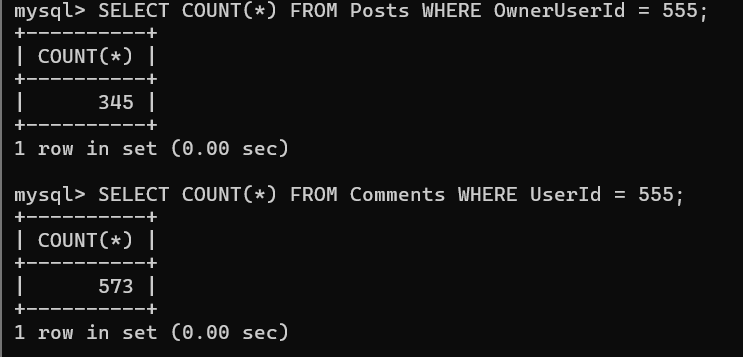 mysql> SELECT COUNT(*) FROM Posts WHERE OwnerUserId = 555;
+----------+
| COUNT(*) |
+----------+
|      345 |
+----------+
1 row in set (0.00 sec)

mysql> SELECT COUNT(*) FROM Comments WHERE UserId = 555;
+----------+
| COUNT(*) |
+----------+
|      573 |
+----------+
1 row in set (0.00 sec)